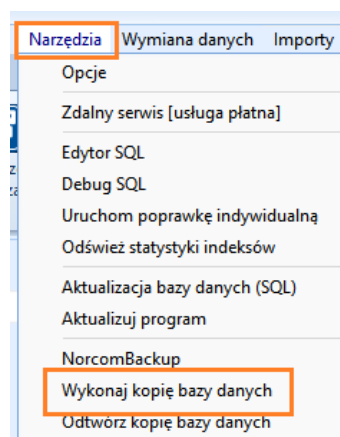 Narzędzia Wymiana danych Importy
Opcje
Zdalny serwis [usługa płatna]
Edytor SQL
Debug SQL
Uruchom poprawkę indywidualną
Odśwież statystyki indeksów
Aktualizacja bazy danych (SQL)
Aktualizuj program
NorcomBackup
Wykonaj kopię bazy danych
Odtwórz kopię bazy danych